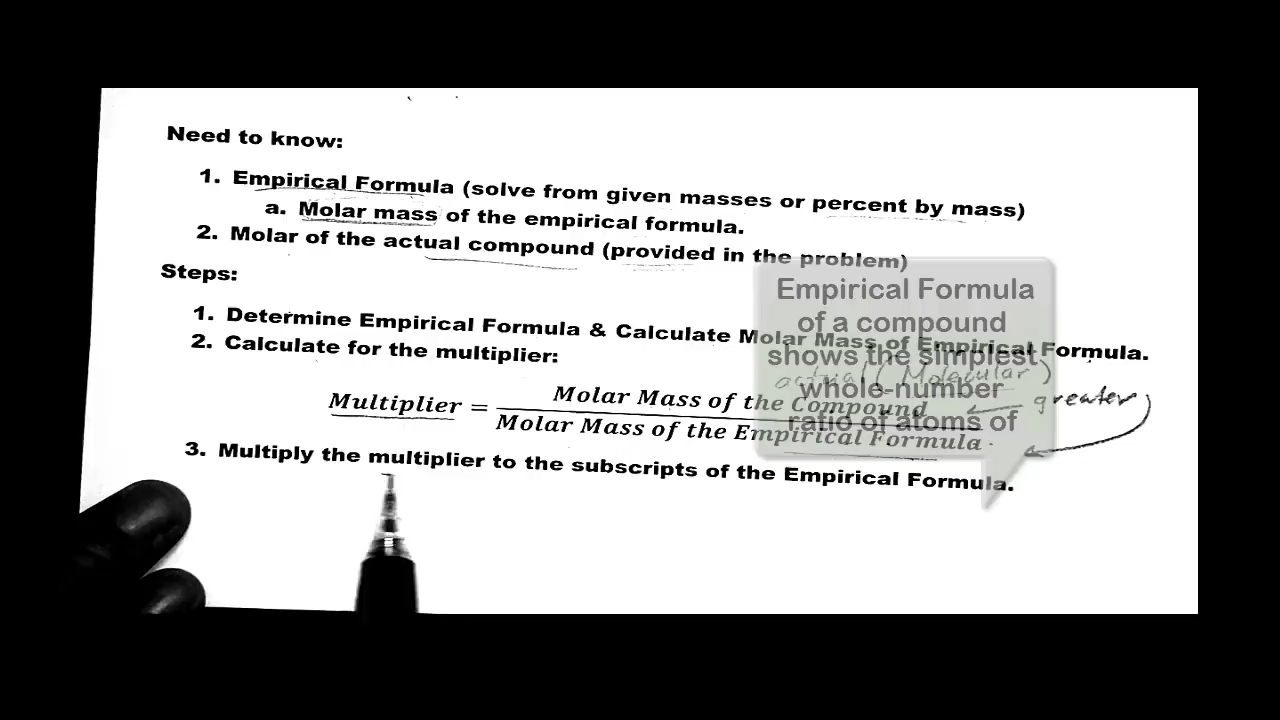 Need to know:
1. Empirical Formula (solve from given masses or percent by mass)
a. Molar mass of the empirical formula.
2. Molar of the actual compound (provided in the problem)
Steps:
1. Determine Empirical Formula & Calculate Molar Mass of Empirical Formula.
2. Calculate for the multiplier:
actual (Molecular)
Multiplier = Molar Mass of the Compound
Molar Mass of the Empirical Formula
greater
3. Multiply the multiplier to the subscripts of the Empirical Formula.
Empirical Formula
of a compound
shows the simplest
whole-number
ratio of atoms of